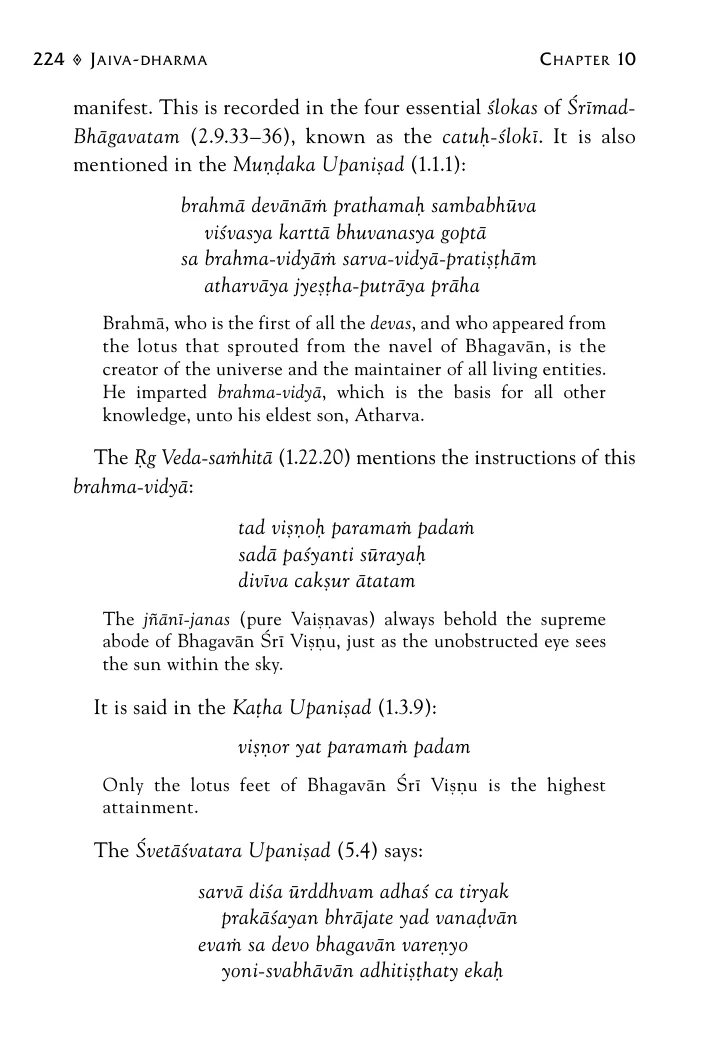 224 ◊ JAIVA-DHARMA CHAPTER 10
manifest. This is recorded in the four essential ślokas of Śrīmad-
Bhāgavatam (2.9.33–36), known as the catuḥ-ślokī. It is also
mentioned in the Muṇḍaka Upaniṣad (1.1.1):
brahmā devānāṁ prathamaḥ sambabhūva
viśvasya karttā bhuvanasya goptā
sa brahma-vidyāṁ sarva-vidyā-pratiṣṭhām
atharvāya jyeṣṭha-putrāya prāha
Brahmā, who is the first of all the devas, and who appeared from
the lotus that sprouted from the navel of Bhagavān, is the
creator of the universe and the maintainer of all living entities.
He imparted brahma-vidyā, which is the basis for all other
knowledge, unto his eldest son, Atharva.
The Ṛg Veda-saṁhitā (1.22.20) mentions the instructions of this
brahma-vidyā:
tad viṣṇoḥ paramaṁ padaṁ
sadā paśyanti sūrayaḥ
divīva cakṣur ātatam
The jñānī-janas (pure Vaiṣṇavas) always behold the supreme
abode of Bhagavān Śrī Viṣṇu, just as the unobstructed eye sees
the sun within the sky.
It is said in the Kaṭha Upaniṣad (1.3.9):
viṣṇor yat paramaṁ padam
Only the lotus feet of Bhagavān Śrī Viṣṇu is the highest
attainment.
The Śvetāśvatara Upaniṣad (5.4) says:
sarvā diśa ūrddhvam adhaś ca tiryak
prakāśayan bhrājate yad vanaḍvān
evaṁ sa devo bhagavān vareṇyo
yoni-svabhāvān adhitiṣṭhaty ekaḥ